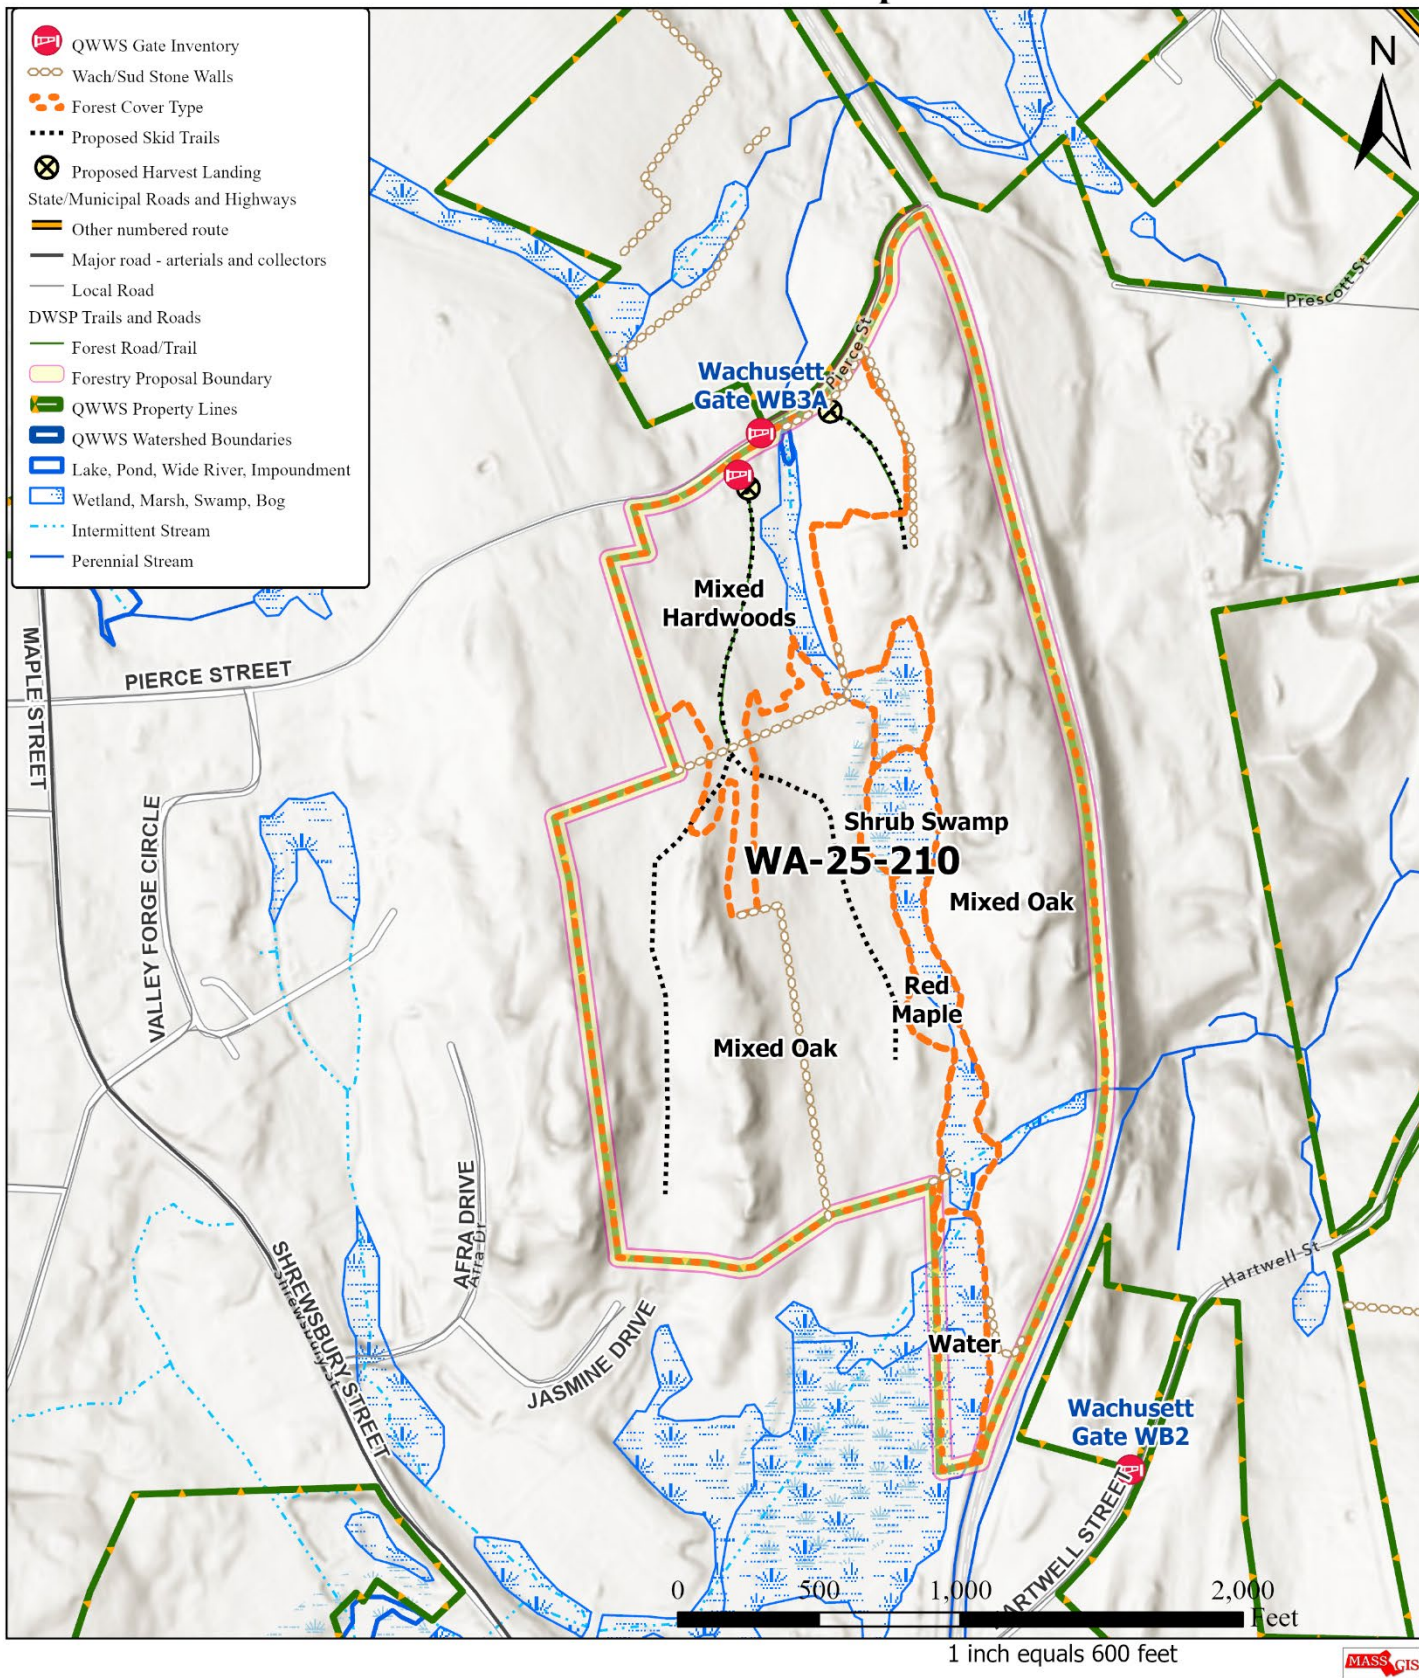 QWWS Gate Inventory
Wach/Sud Stone Walls
Forest Cover Type
Proposed Skid Trails
Proposed Harvest Landing
State/Municipal Roads and Highways
Other numbered route
Major road - arterials and collectors
Local Road
DWSP Trails and Roads
Forest Road/Trail
Forestry Proposal Boundary
QWWS Property Lines
QWWS Watershed Boundaries
Lake, Pond, Wide River, Impoundment
Wetland, Marsh, Swamp, Bog
Intermittent Stream
Perennial Stream
N
Prescott St
Pierce St
Wachusett
Gate WB3A
Mixed
Hardwoods
MAPLE STREET
PIERCE STREET
VALLEY FORGE CIRCLE
Shrub Swamp
WA-25-210
Mixed Oak
Red
Maple
Mixed Oak
AFRA DRIVE
Afra Dr
SHREWSBURY STREET
Shrewsbury St
JASMINE DRIVE
Hartwell St
Water
Wachusett
Gate WB2
HARTWELL STREET
0 500 1,000 2,000
Feet
1 inch equals 600 feet
MASS GIS